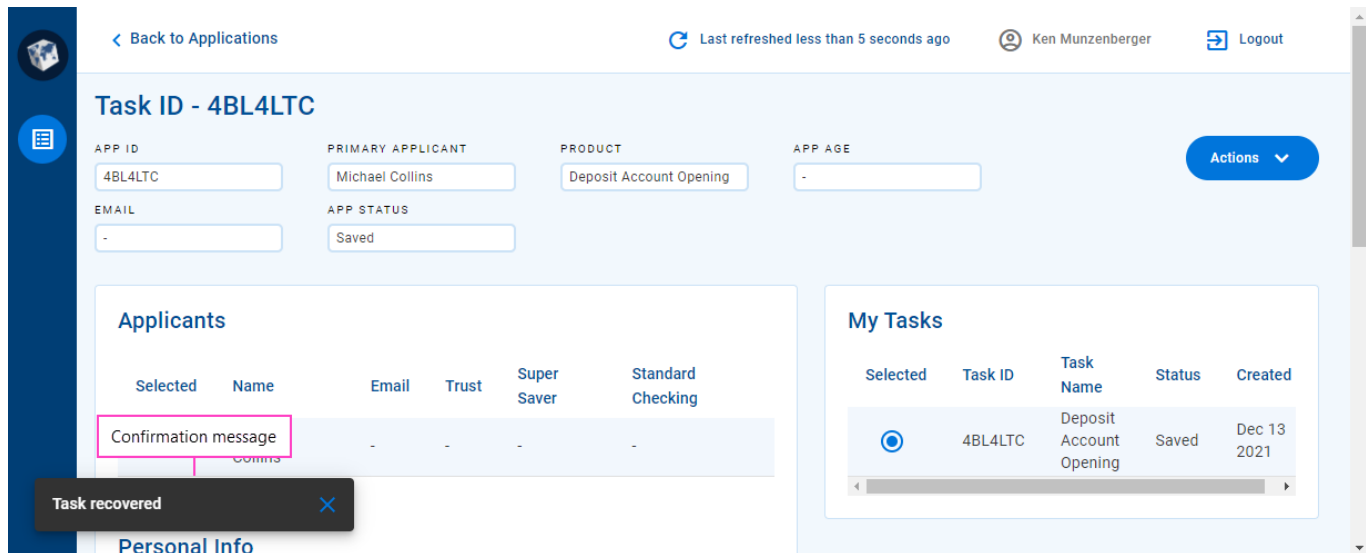 Back to Applications
Last refreshed less than 5 seconds ago
Ken Munzenberger
Logout
Task ID - 4BL4LTC
APP ID
PRIMARY APPLICANT
PRODUCT
APP AGE
4BL4LTC
Michael Collins
Deposit Account Opening
-
Actions
EMAIL
APP STATUS
-
Saved
Applicants
Selected
Name
Email
Trust
Super
Saver
Standard
Checking
Confirmation message
Collins
-
-
-
-
Task recovered
Personal Info
My Tasks
Selected
Task ID
Task
Name
Status
Created
4BL4LTC
Deposit
Account
Opening
Saved
Dec 13
2021